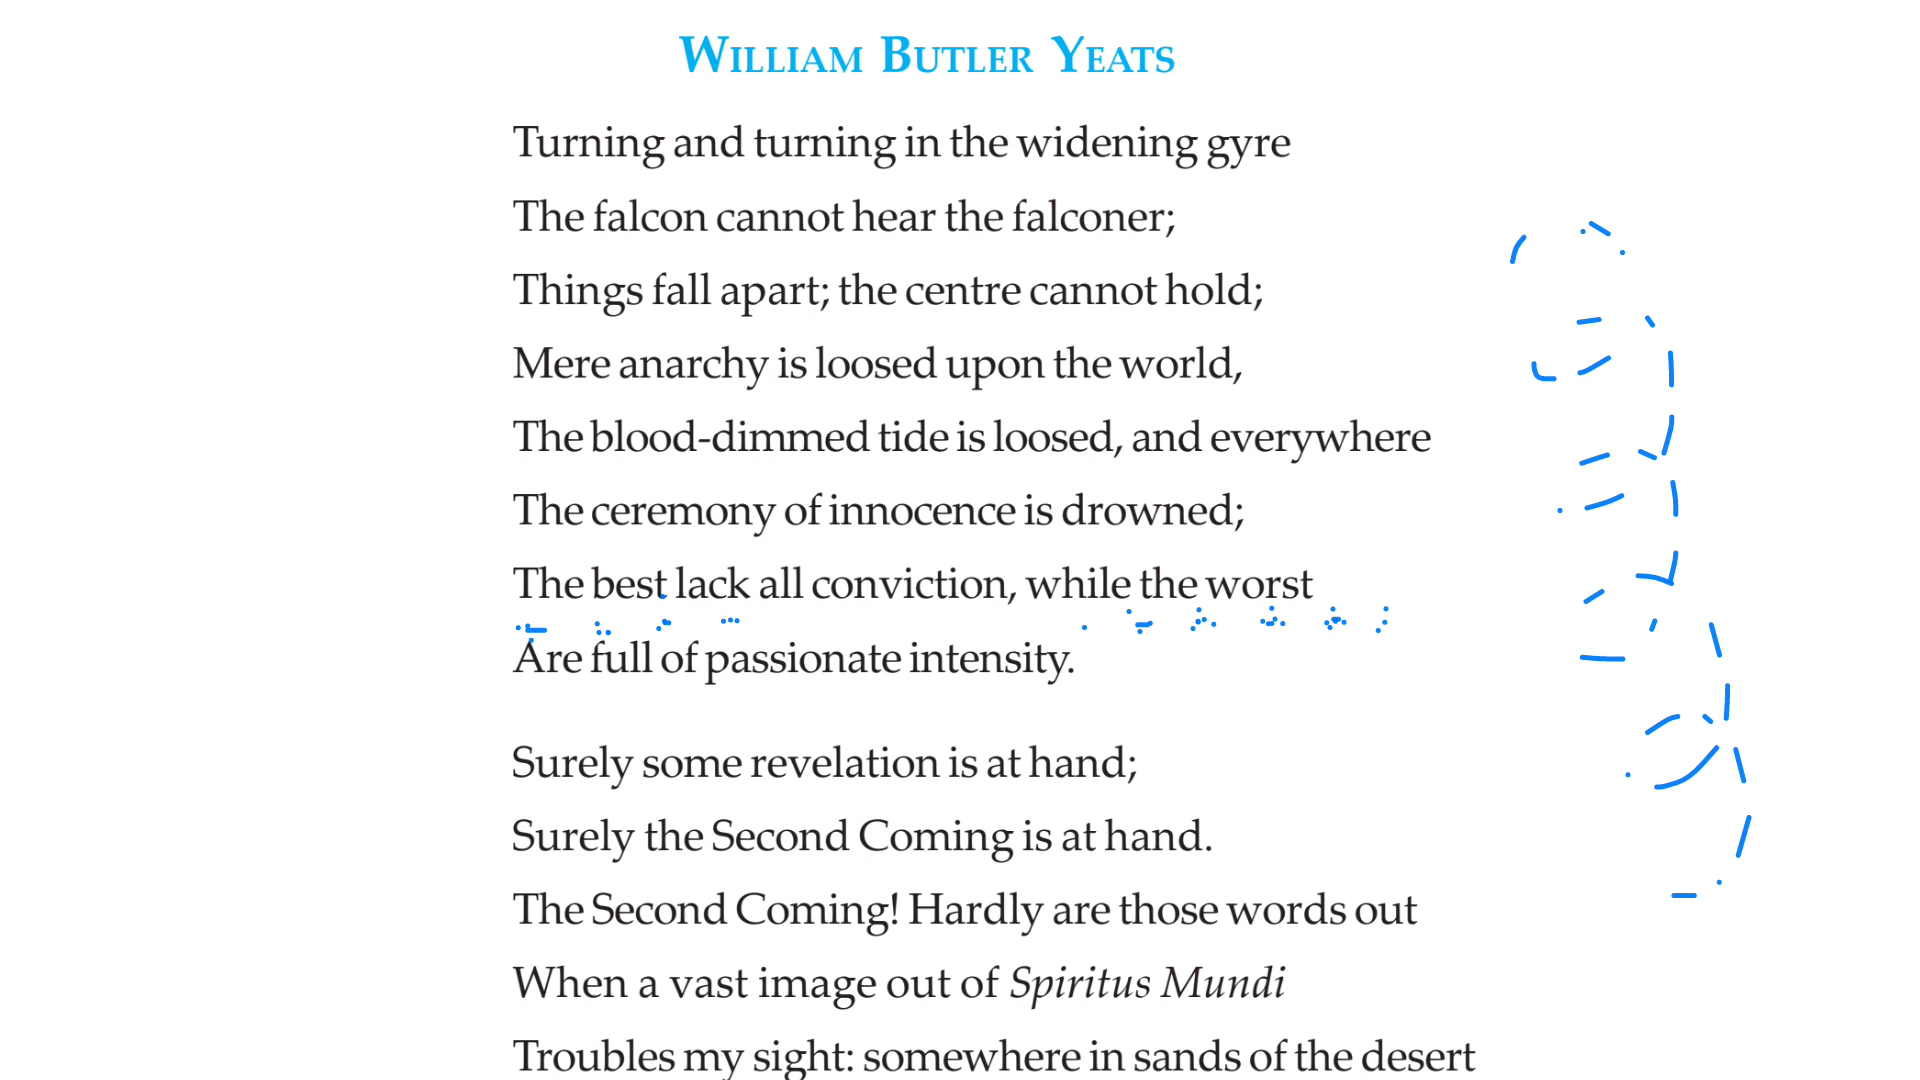 WILLIAM BUTLER YEATS
Turning and turning in the widening gyre
The falcon cannot hear the falconer;
Things fall apart; the centre cannot hold;
Mere anarchy is loosed upon the world,
The blood-dimmed tide is loosed, and everywhere
The ceremony of innocence is drowned;
The best lack all conviction, while the worst
Are full of passionate intensity.
Surely some revelation is at hand;
Surely the Second Coming is at hand.
The Second Coming! Hardly are those words out
When a vast image out of Spiritus Mundi
Troubles my sight: somewhere in sands of the desert